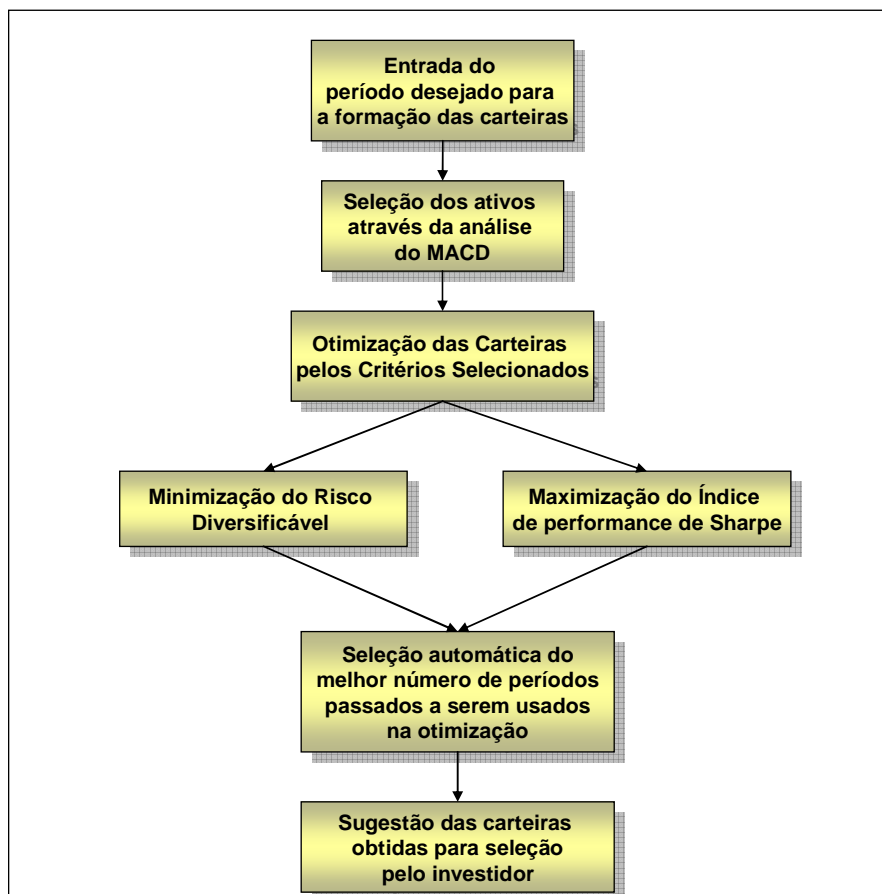 Entrada do
período desejado para
a formação das carteiras
Seleção dos ativos
através da análise
do MACD
Otimização das Carteiras
pelos Critérios Selecionados
Minimização do Risco
Diversificável
Maximização do Índice
de performance de Sharpe
Seleção automática do
melhor número de períodos
passados a serem usados
na otimização
Sugestão das carteiras
obtidas para seleção
pelo investidor